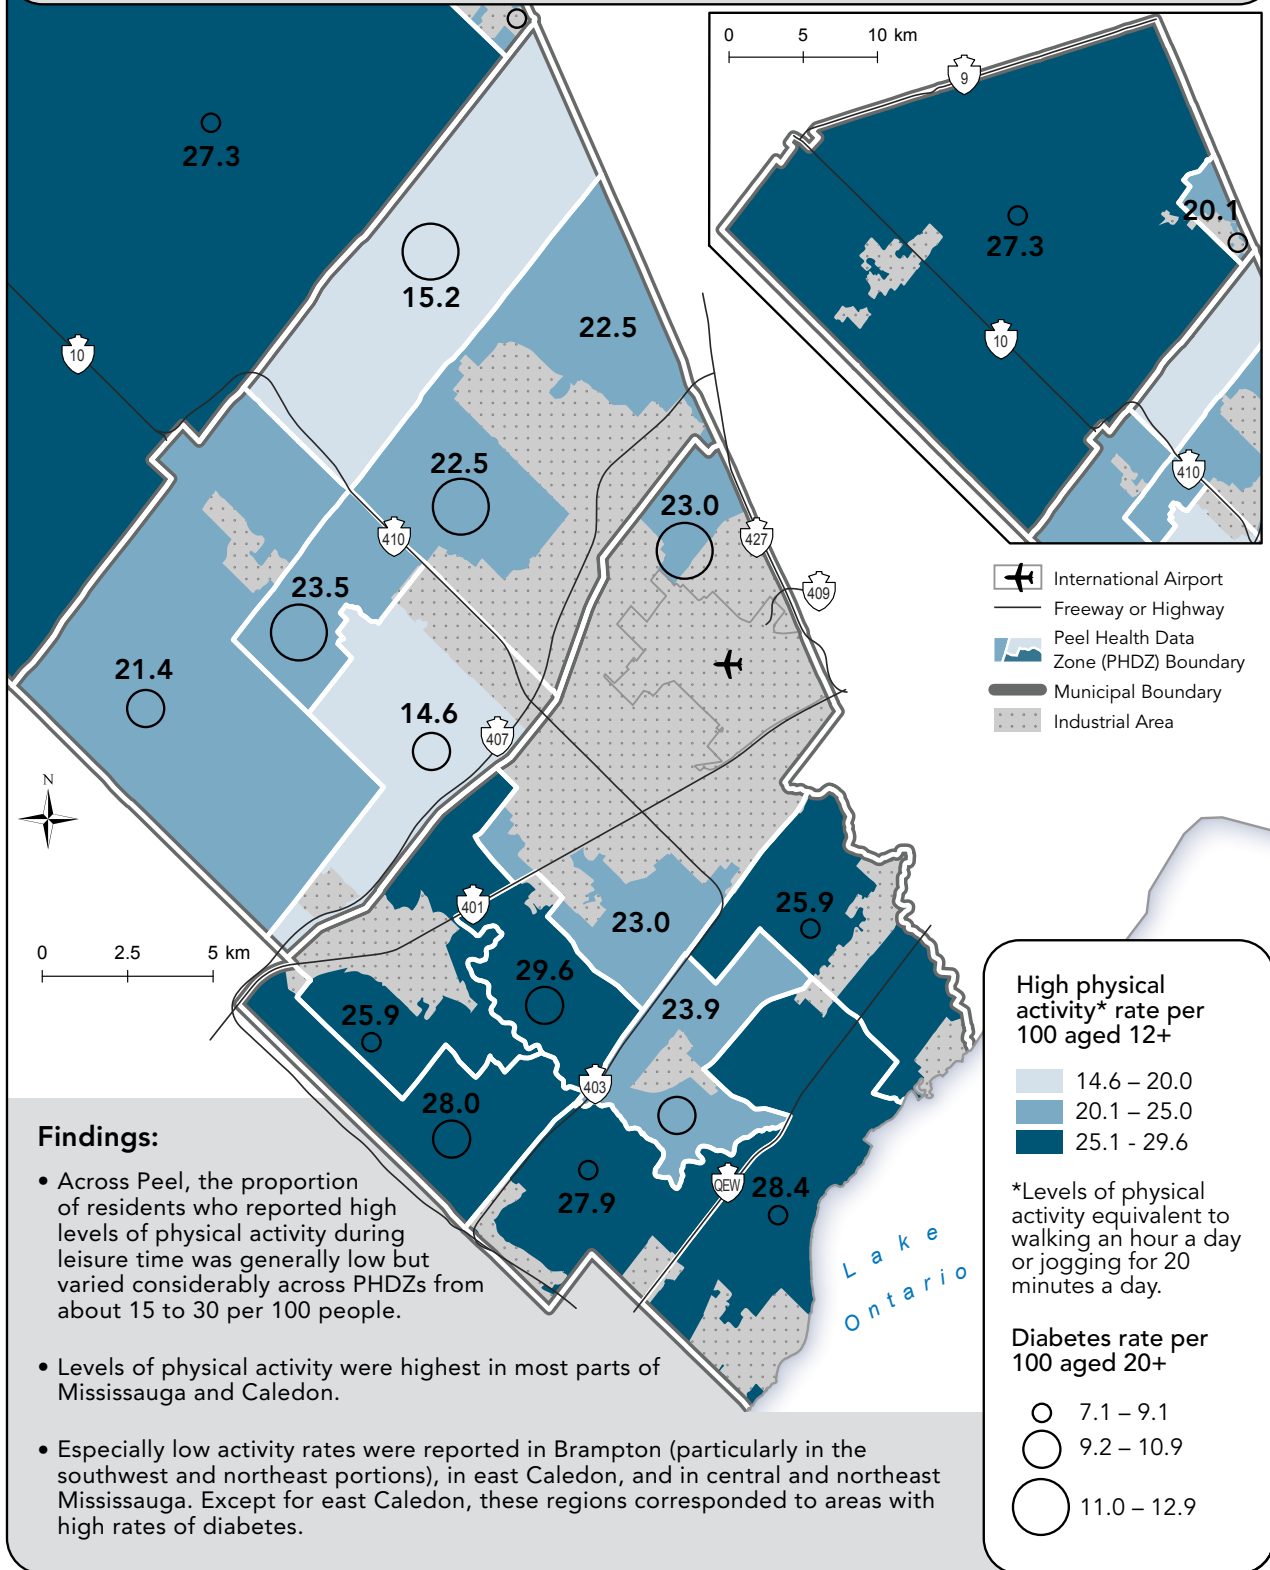 27.3
15.2
22.5
10
22.5
23.0
410
427
409
23.5
21.4
14.6
407
N
0 2.5 5 km
401
23.0
25.9
29.6
23.9
25.9
403
28.0
QEW
28.4
27.9
Lake
Ontario
0 5 10 km
9
20.1
27.3
10
410
International Airport
Freeway or Highway
Peel Health Data
Zone (PHDZ) Boundary
Municipal Boundary
Industrial Area
High physical
activity* rate per
100 aged 12+
14.6 – 20.0
20.1 – 25.0
25.1 - 29.6
*Levels of physical
activity equivalent to
walking an hour a day
or jogging for 20
minutes a day.
Diabetes rate per
100 aged 20+
7.1 – 9.1
9.2 – 10.9
11.0 – 12.9
Findings:
• Across Peel, the proportion
of residents who reported high
levels of physical activity during
leisure time was generally low but
varied considerably across PHDZs from
about 15 to 30 per 100 people.
• Levels of physical activity were highest in most parts of
Mississauga and Caledon.
• Especially low activity rates were reported in Brampton (particularly in the
southwest and northeast portions), in east Caledon, and in central and northeast
Mississauga. Except for east Caledon, these regions corresponded to areas with
high rates of diabetes.